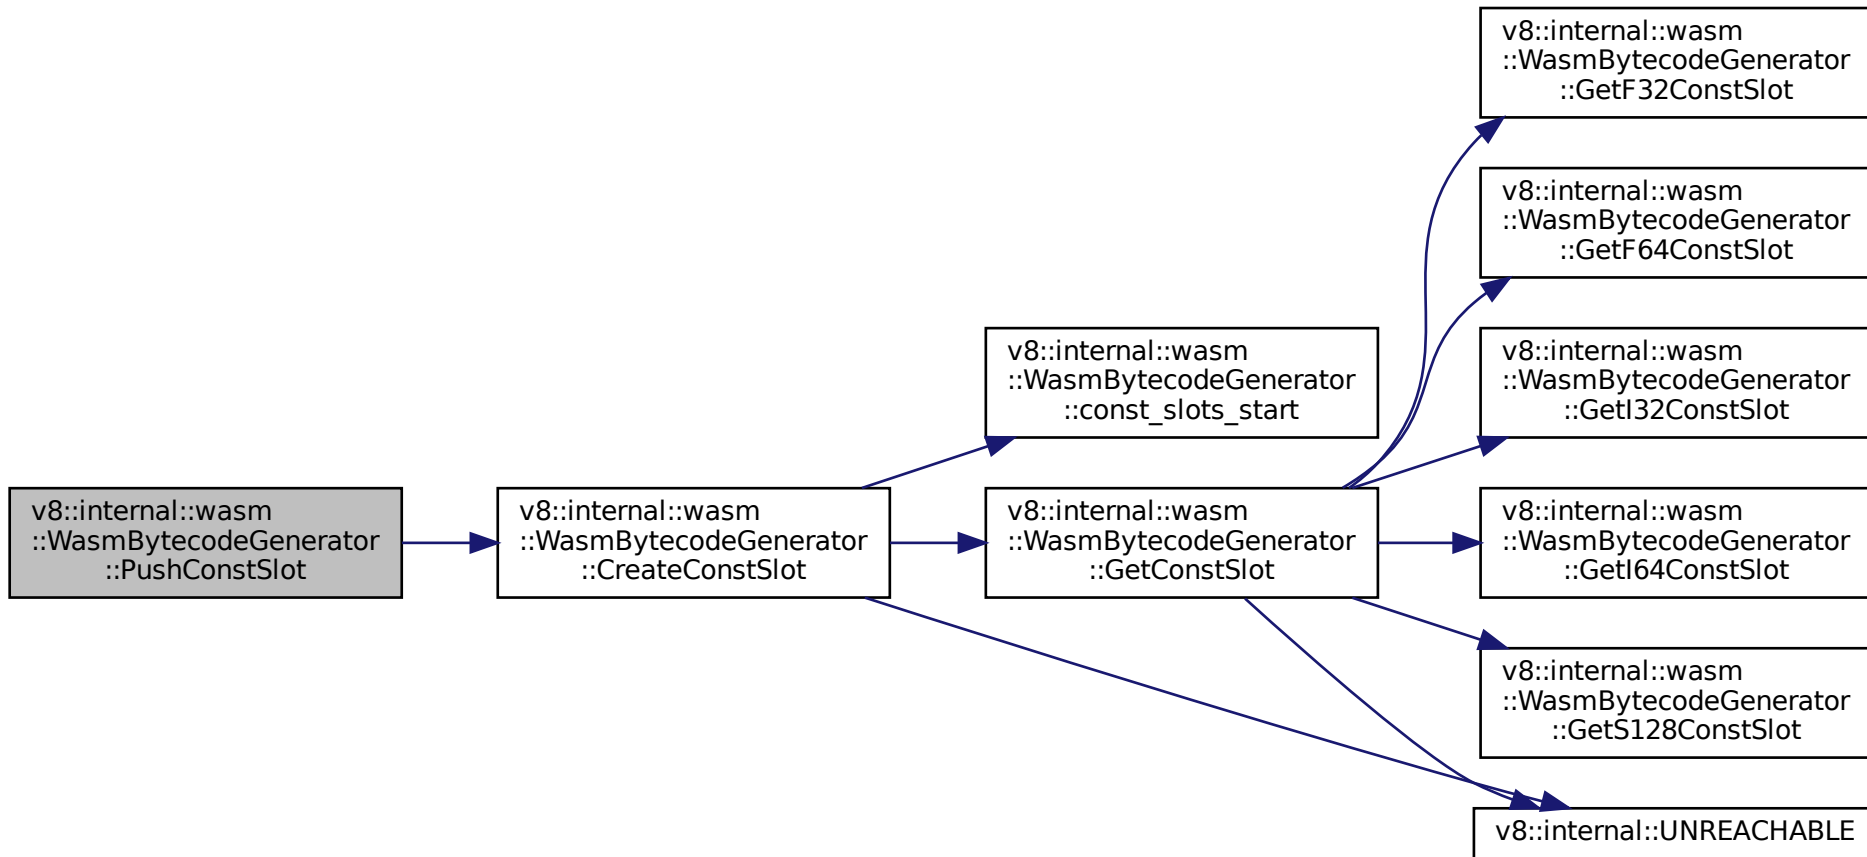 v8::internal::wasm
::WasmBytecodeGenerator
::GetF32ConstSlot
v8::internal::wasm
::WasmBytecodeGenerator
::GetF64ConstSlot
v8::internal::wasm
::WasmBytecodeGenerator
::const_slots_start
v8::internal::wasm
::WasmBytecodeGenerator
::GetI32ConstSlot
v8::internal::wasm
::WasmBytecodeGenerator
::PushConstSlot
v8::internal::wasm
::WasmBytecodeGenerator
::CreateConstSlot
v8::internal::wasm
::WasmBytecodeGenerator
::GetConstSlot
v8::internal::wasm
::WasmBytecodeGenerator
::GetI64ConstSlot
v8::internal::wasm
::WasmBytecodeGenerator
::GetS128ConstSlot
v8::internal::UNREACHABLE